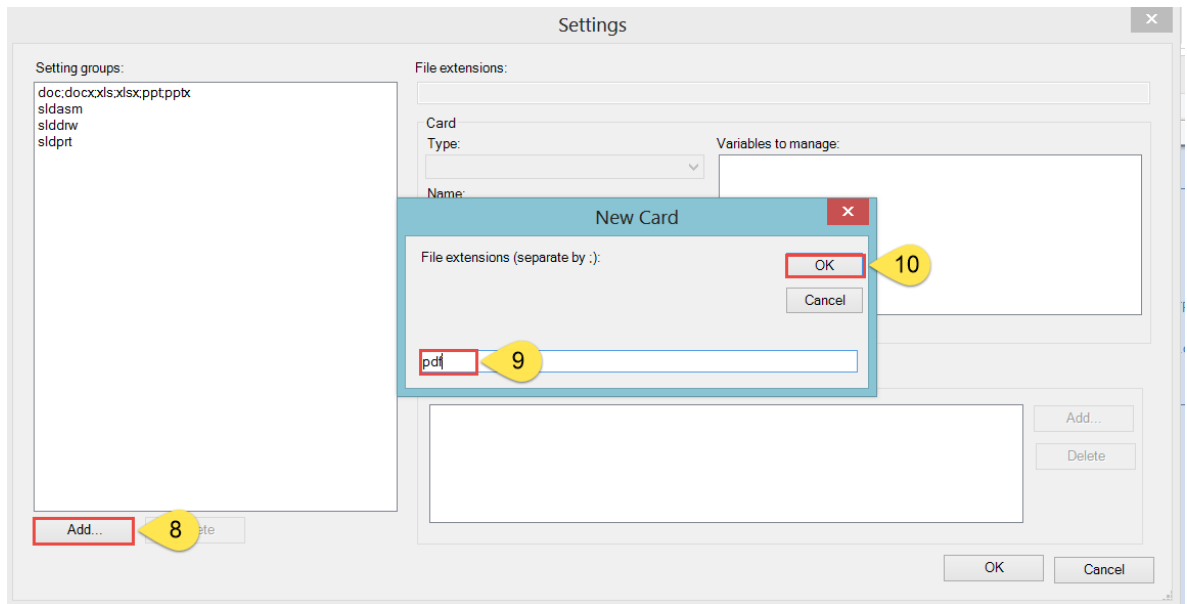 Settings
Setting groups:
doc;docx;xls;xlsx;ppt;pptx
sldasm
slddrw
sldprt
Add...
8
ete
File extensions:
Card
Type:
Variables to manage:
Name:
New Card
File extensions (separate by ;):
OK
10
Cancel
pdf
9
Add...
Delete
OK
Cancel